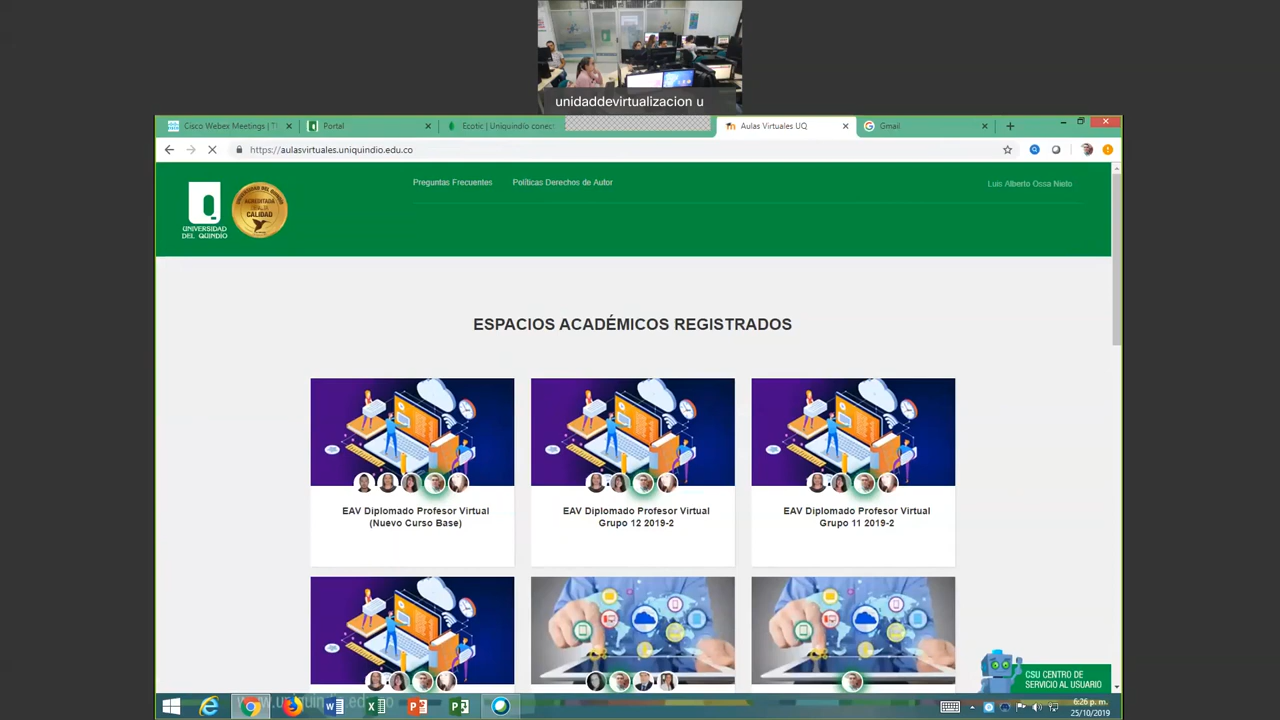 unidaddevirtualizacion u
Cisco Webex Meetings | T
Portal
Ecotic | Uniquindío conec
Aulas Virtuales UQ
Gmail
https://aulasvirtuales.uniquindio.edu.co
Preguntas Frecuentes
Políticas Derechos de Autor
Luis Alberto Ossa Nieto
ACREDITADA
CALIDAD
UNIVERSIDAD
DEL QUINDÍO
ESPACIOS ACADÉMICOS REGISTRADOS
EAV Diplomado Profesor Virtual
(Nuevo Curso Base)
EAV Diplomado Profesor Virtual
Grupo 12 2019-2
EAV Diplomado Profesor Virtual
Grupo 11 2019-2
CSU CENTRO DE
SERVICIO AL USUARIO
6:26 p. m.
25/10/2019